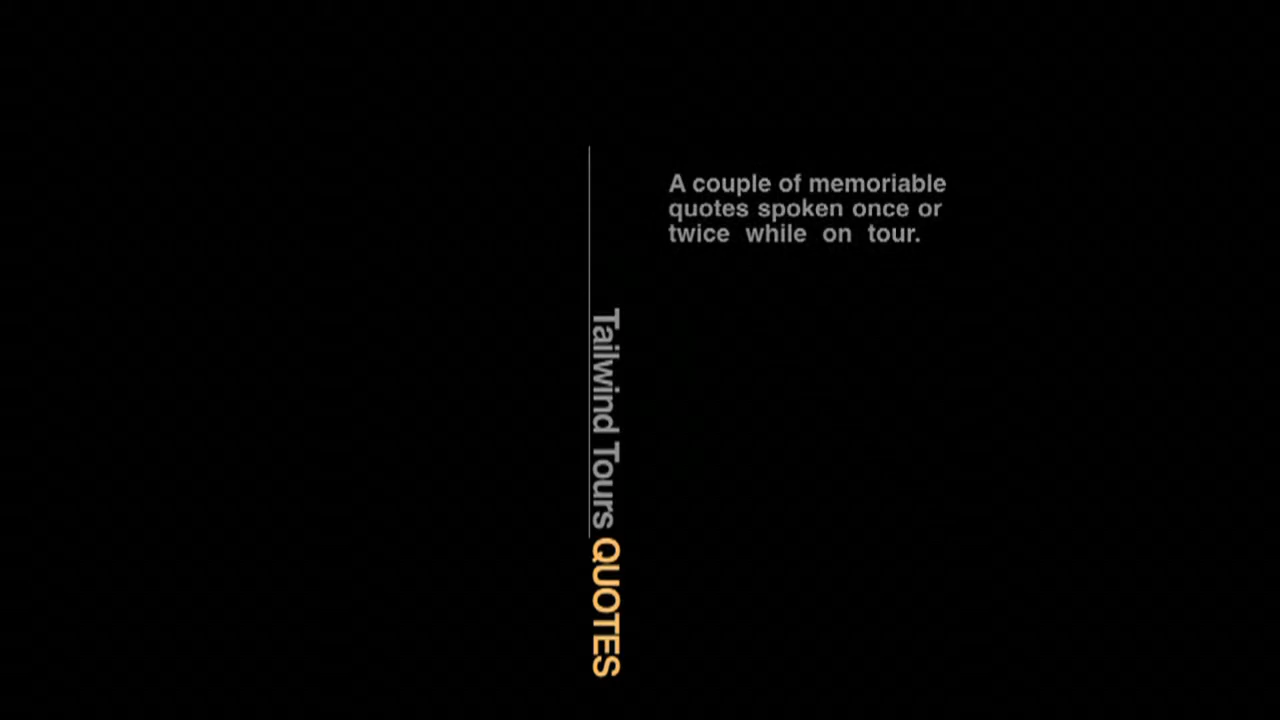 A couple of memoriable
quotes spoken once or
twice while on tour.
Tailwind Tours QUOTES